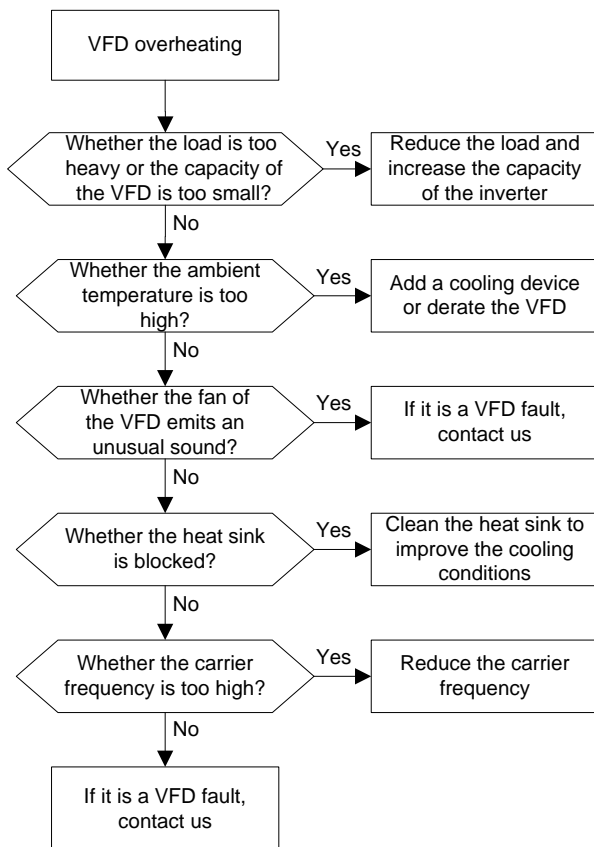 VFD overheating
Whether the load is too
heavy or the capacity of
the VFD is too small?
Yes
Reduce the load and
increase the capacity
of the inverter
No
Whether the ambient
temperature is too
high?
Yes
Add a cooling device
or derate the VFD
No
Whether the fan of
the VFD emits an
unusual sound?
Yes
If it is a VFD fault,
contact us
No
Whether the heat sink
is blocked?
Yes
Clean the heat sink to
improve the cooling
conditions
No
Whether the carrier
frequency is too high?
Yes
Reduce the carrier
frequency
No
If it is a VFD fault,
contact us